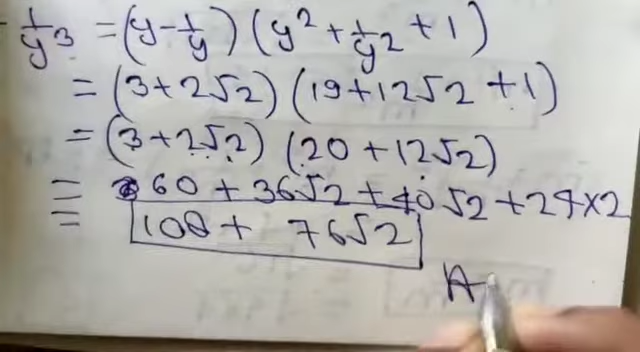 - 1/y³ = (y - 1/y) (y² + 1/y² + 1)
= (3 + 2√2) (19 + 12√2 + 1)
= (3 + 2√2) (20 + 12√2)
= 60 + 36√2 + 40√2 + 24×2
= 108 + 76√2
A